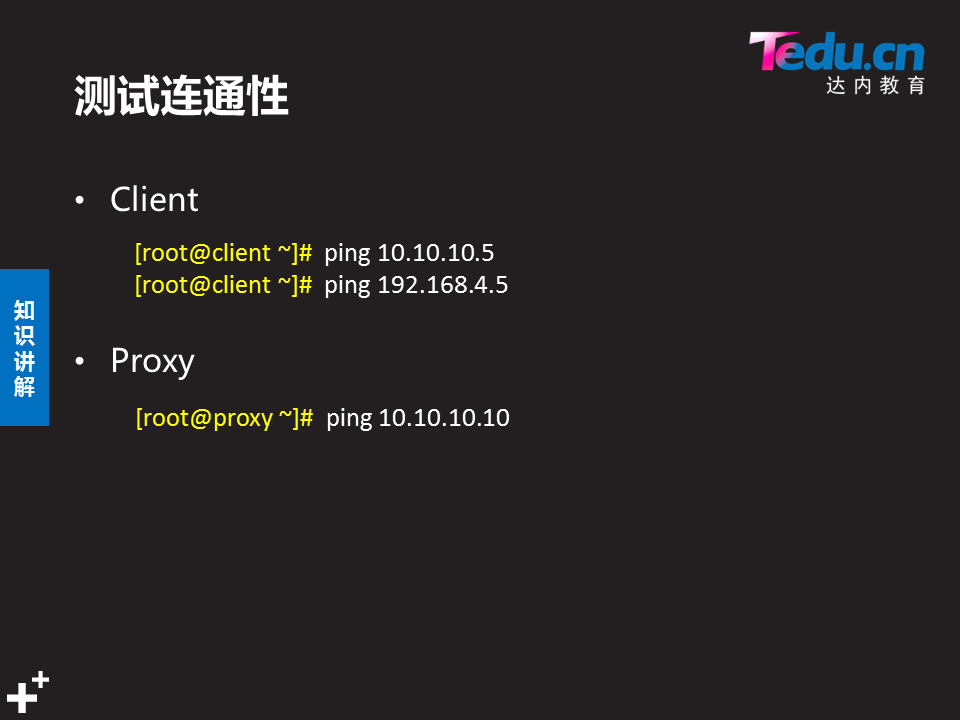 Tedu.cn
达内教育
测试连通性
• Client
[root@client ~]# ping 10.10.10.5
[root@client ~]# ping 192.168.4.5
知识讲解
• Proxy
[root@proxy ~]# ping 10.10.10.10